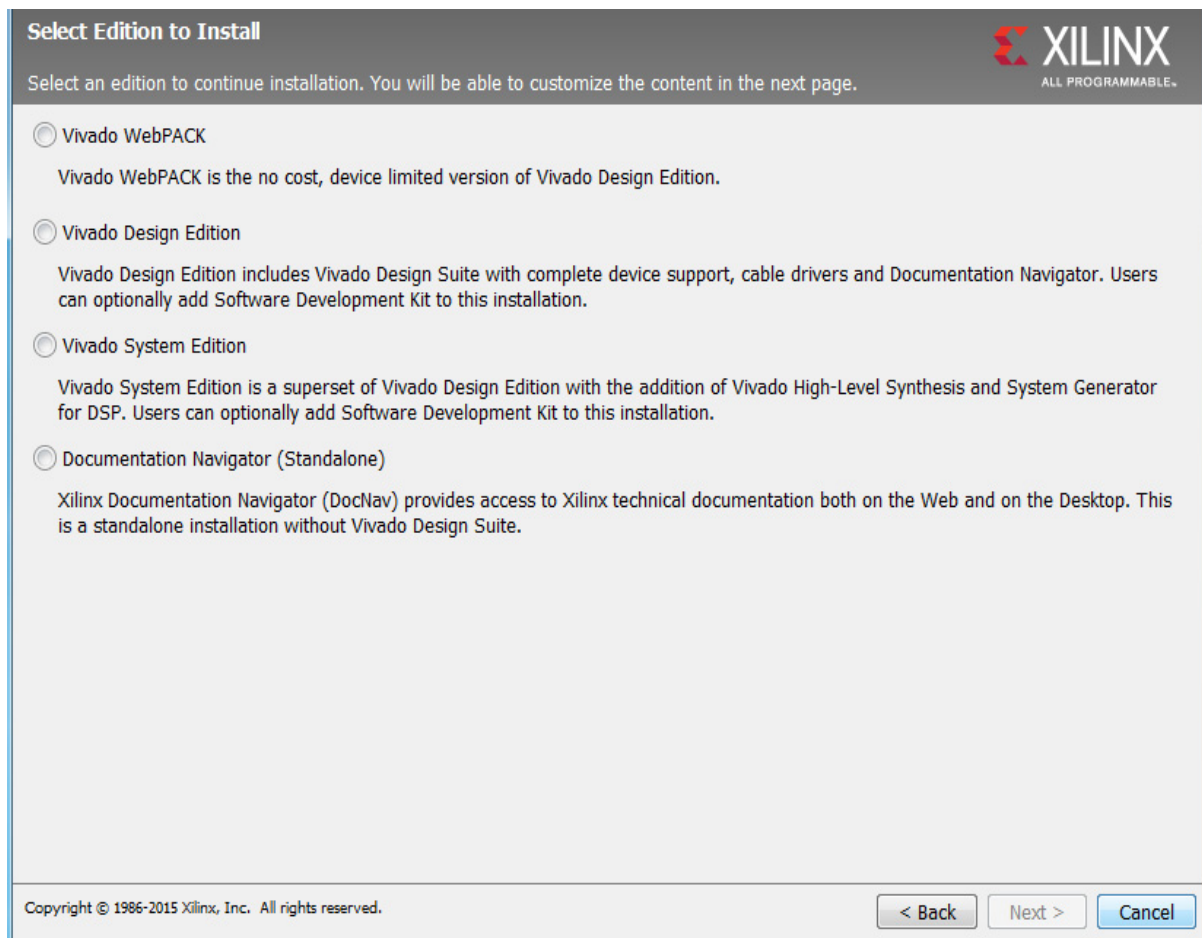 Select Edition to Install
XILINX
ALL PROGRAMMABLE™
Select an edition to continue installation. You will be able to customize the content in the next page.
Vivado WebPACK
Vivado WebPACK is the no cost, device limited version of Vivado Design Edition.
Vivado Design Edition
Vivado Design Edition includes Vivado Design Suite with complete device support, cable drivers and Documentation Navigator. Users
can optionally add Software Development Kit to this installation.
Vivado System Edition
Vivado System Edition is a superset of Vivado Design Edition with the addition of Vivado High-Level Synthesis and System Generator
for DSP. Users can optionally add Software Development Kit to this installation.
Documentation Navigator (Standalone)
Xilinx Documentation Navigator (DocNav) provides access to Xilinx technical documentation both on the Web and on the Desktop. This
is a standalone installation without Vivado Design Suite.
Copyright © 1986-2015 Xilinx, Inc. All rights reserved.
< Back
Next >
Cancel